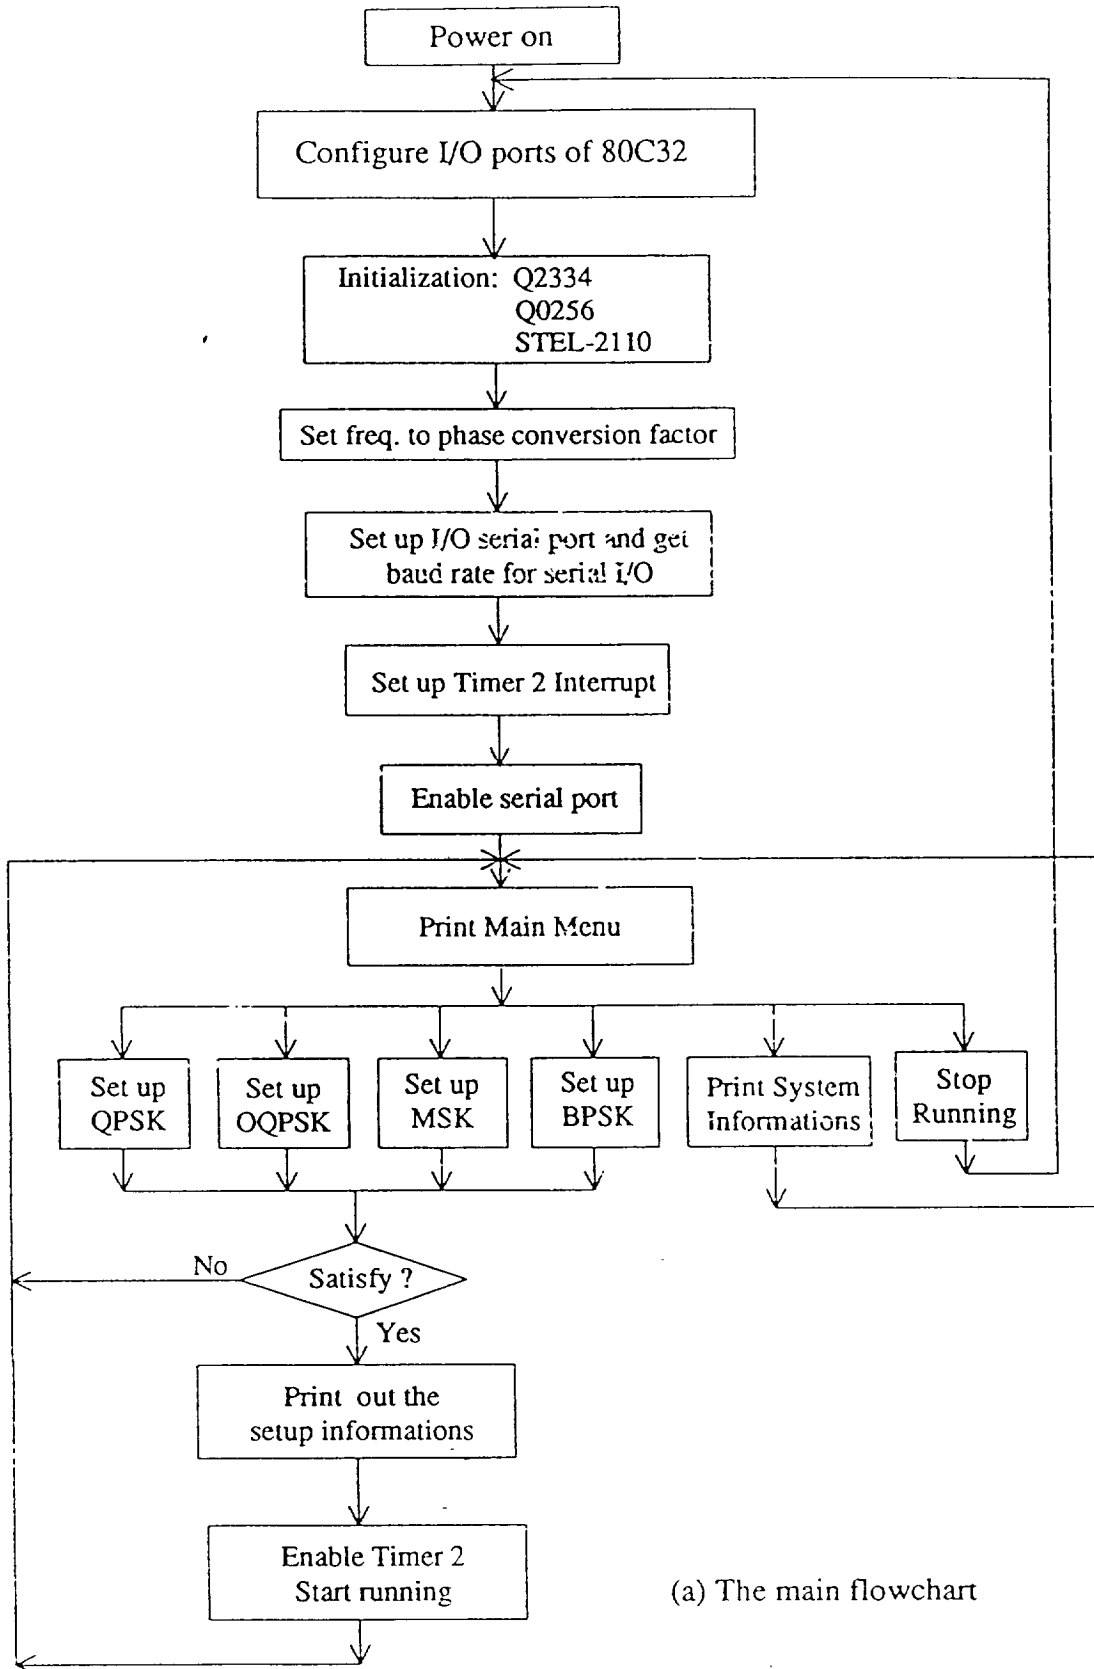 Power on
Configure I/O ports of 80C32
Initialization: Q2334
Q0256
STEL-2110
Set freq. to phase conversion factor
Set up I/O serial port and get
baud rate for serial I/O
Set up Timer 2 Interrupt
Enable serial port
Print Main Menu
Set up
QPSK
Set up
OQPSK
Set up
MSK
Set up
BPSK
Print System
Informations
Stop
Running
No
Satisfy ?
Yes
Print out the
setup informations
Enable Timer 2
Start running
(a) The main flowchart